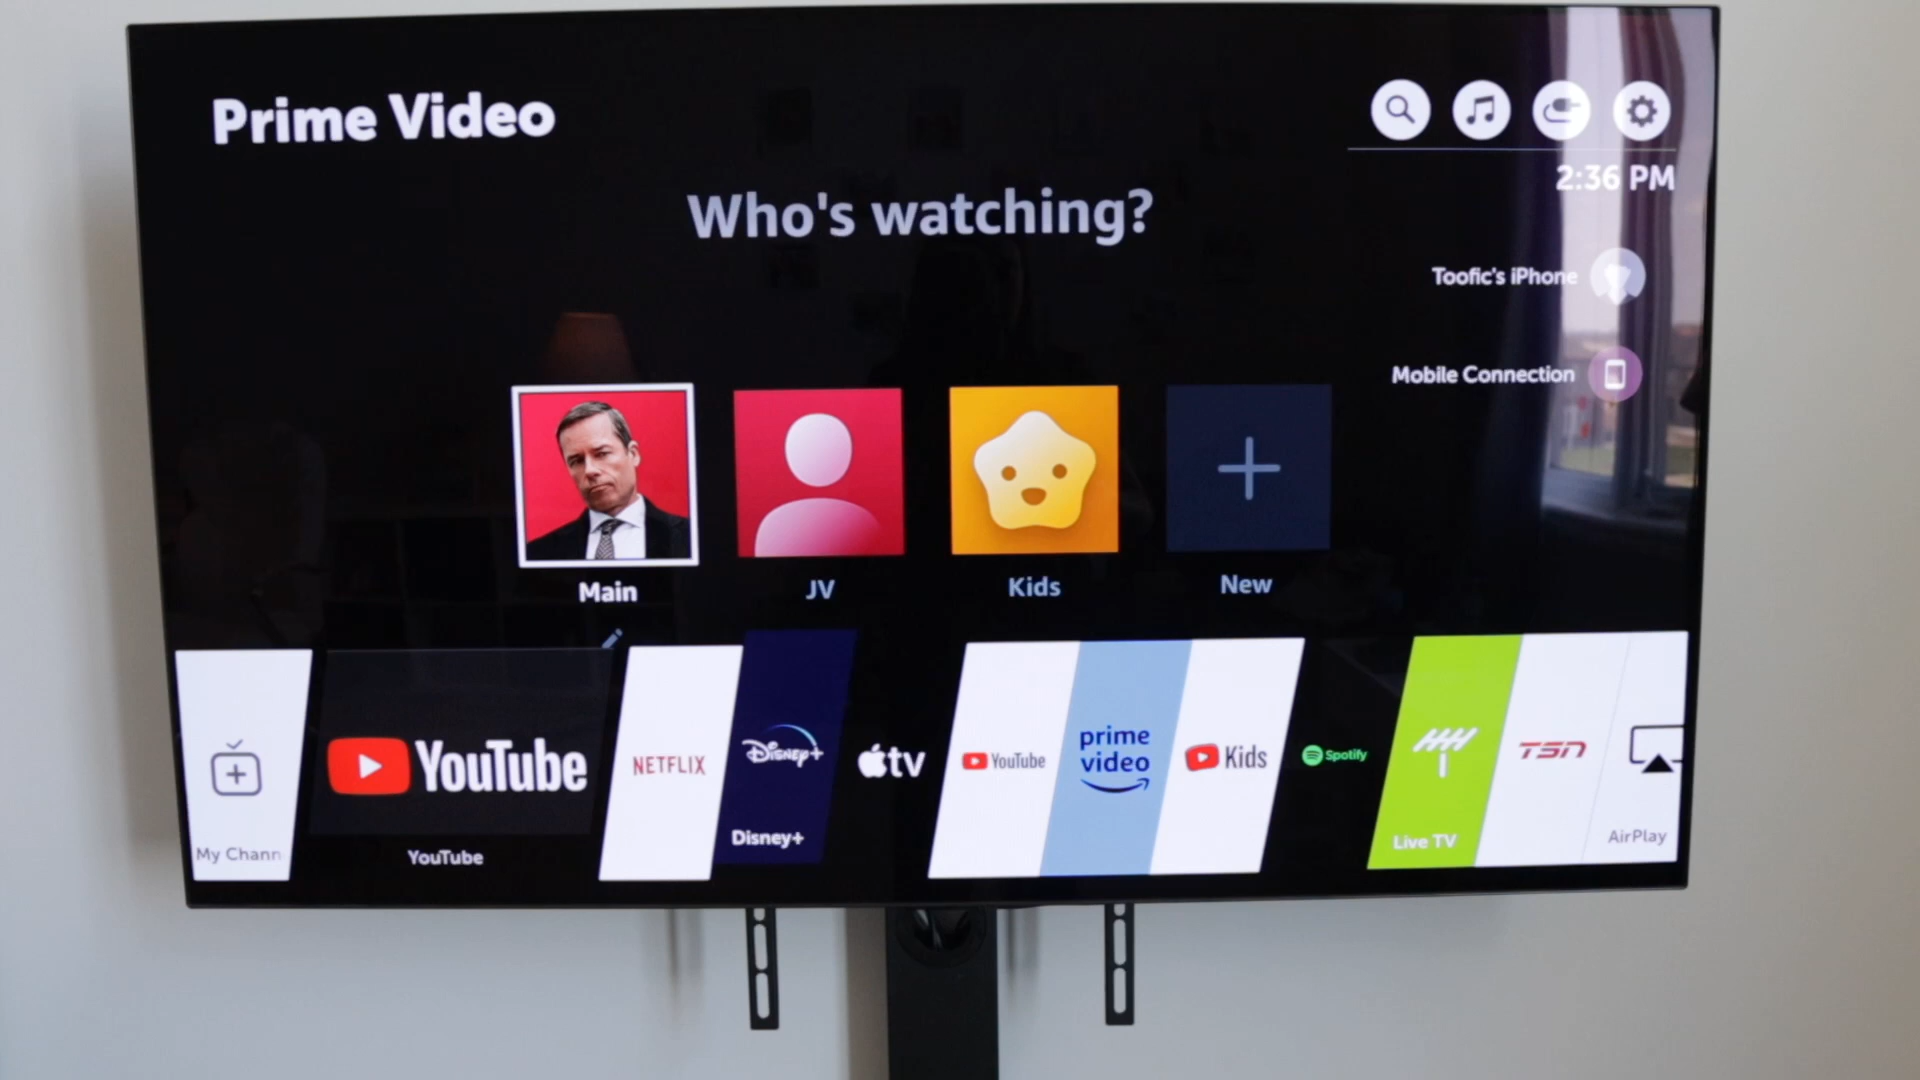 Prime Video
2:36 PM
Who's watching?
Toofic's iPhone
Mobile Connection
Main
JV
Kids
New
My Chann
YouTube
YouTube
NETFLIX
Disney+
Disney+
tv
YouTube
prime
video
Kids
Spotify
Live TV
TSN
AirPlay